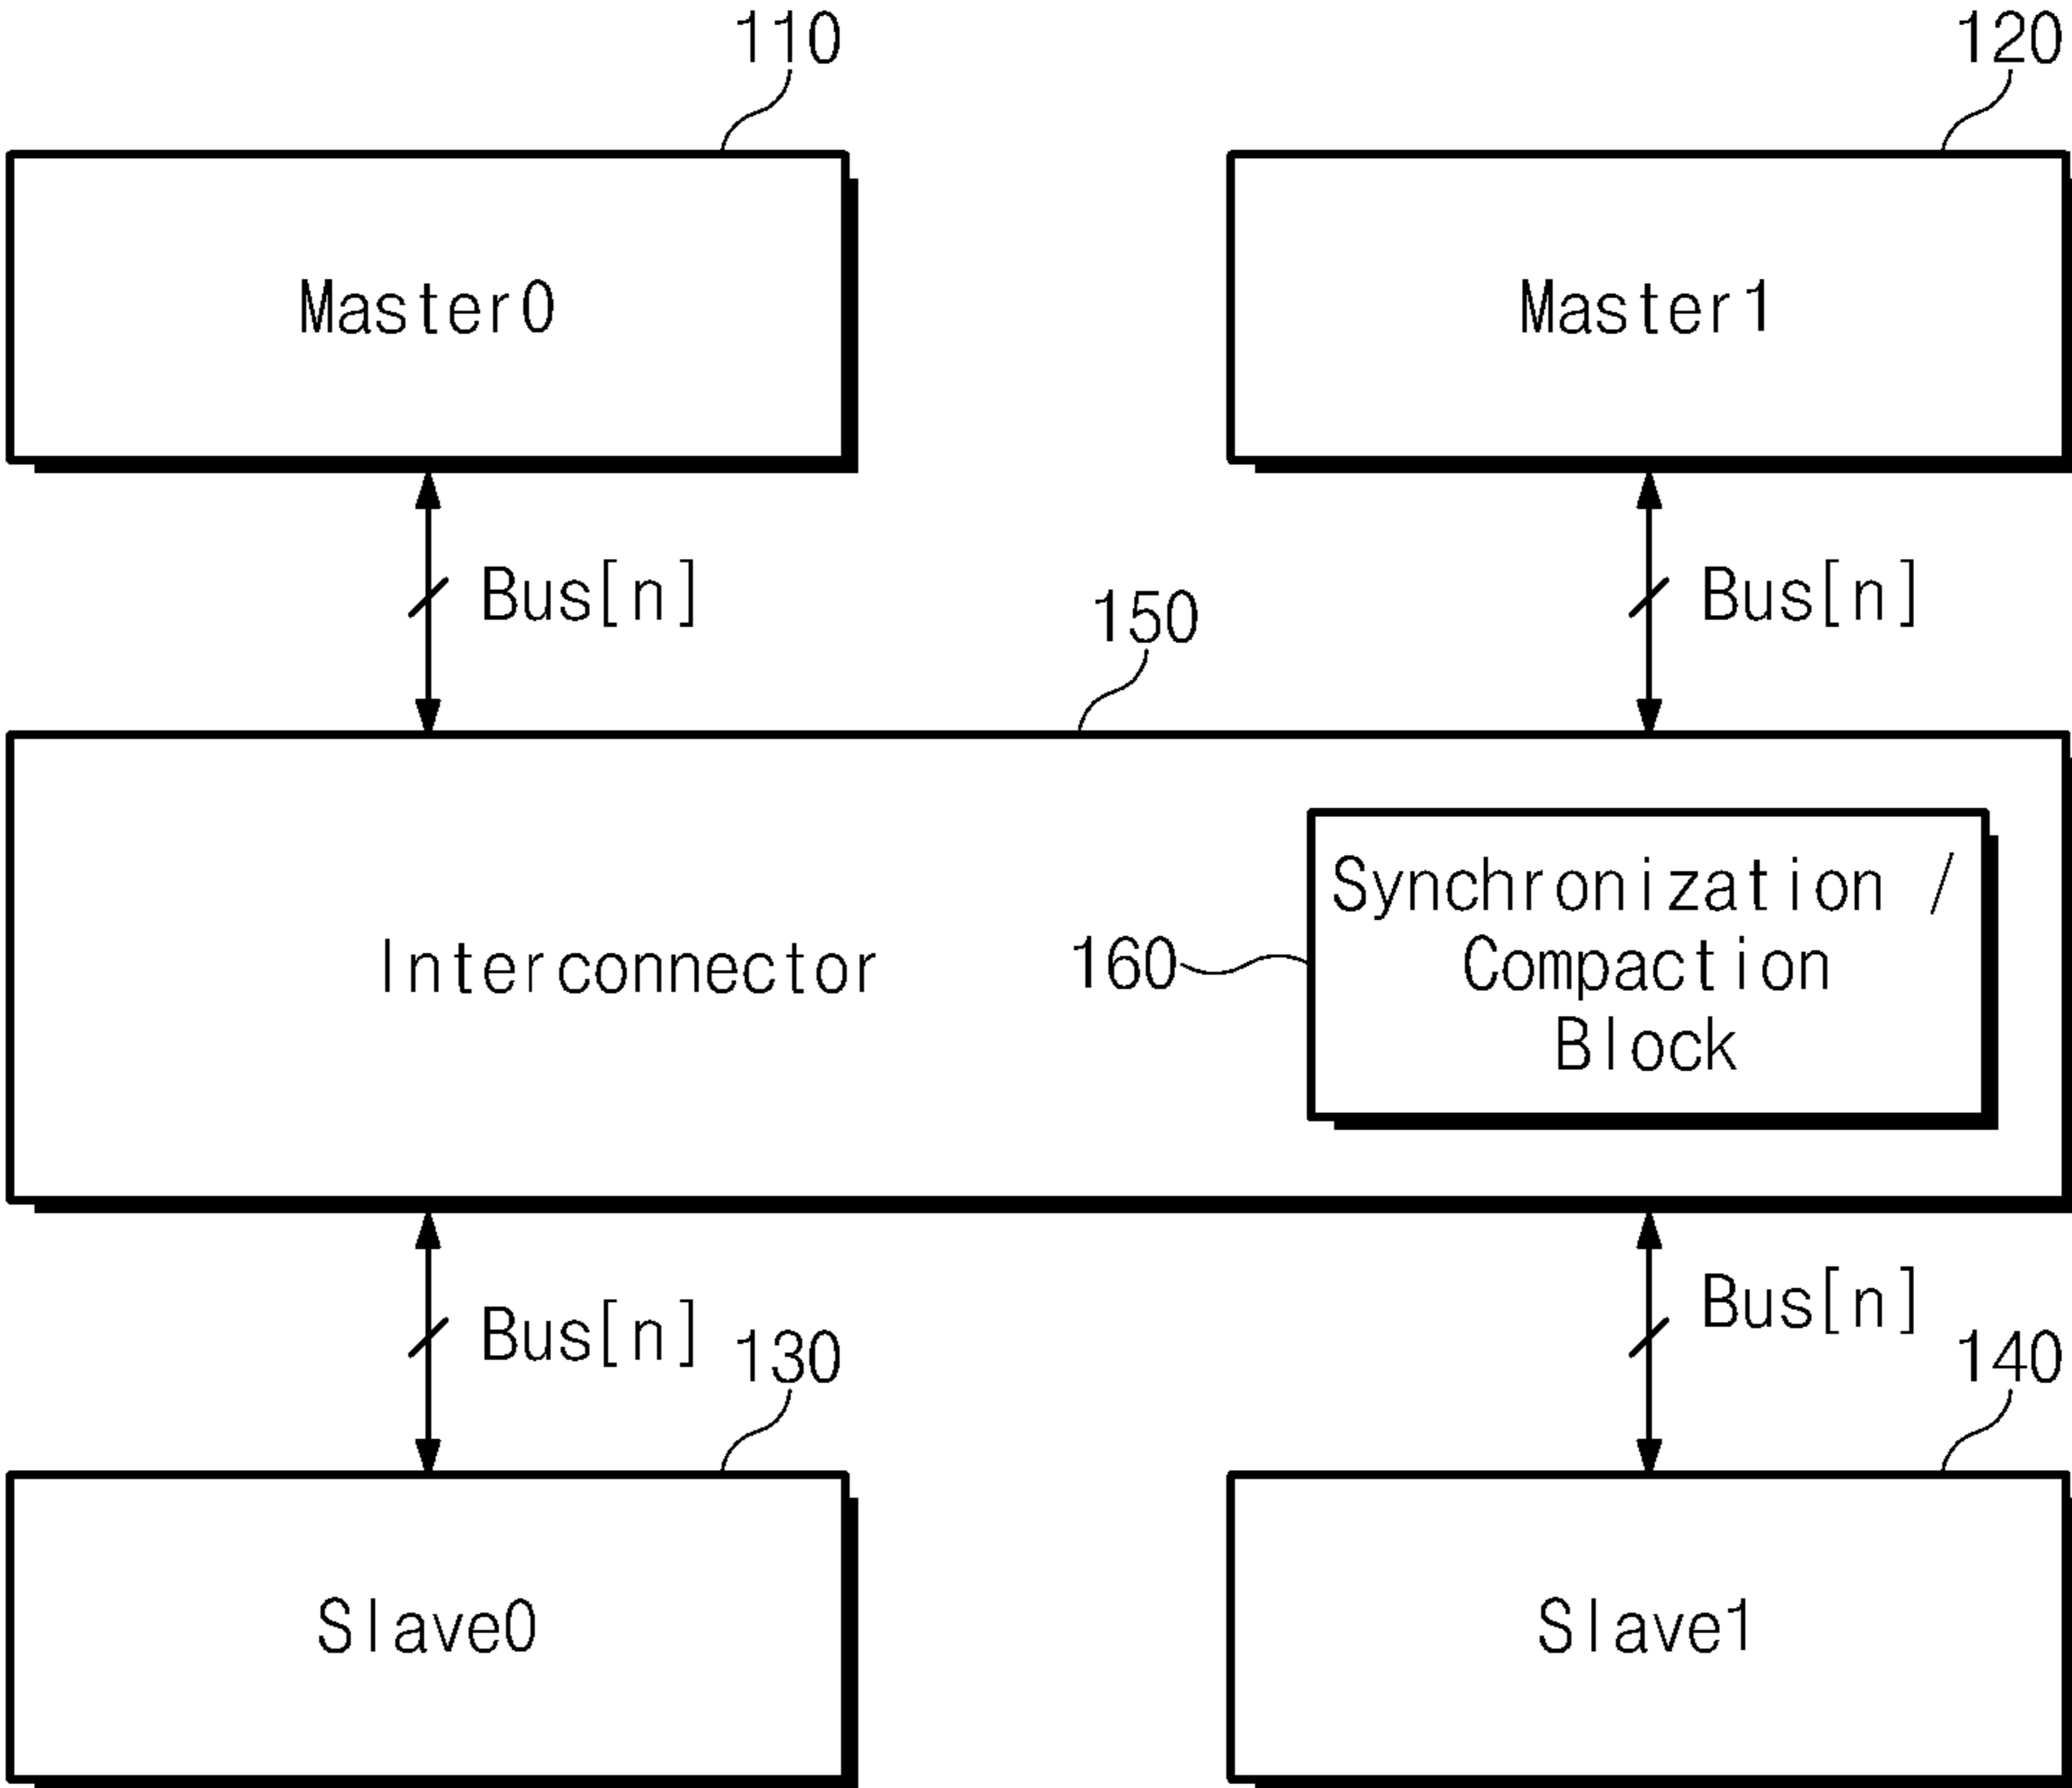 110
120
Master0
Master1
Bus[n]
Bus[n]
150
Interconnector
160
Synchronization /
Compaction
Block
Bus[n]
Bus[n]
130
140
Slave0
Slave1